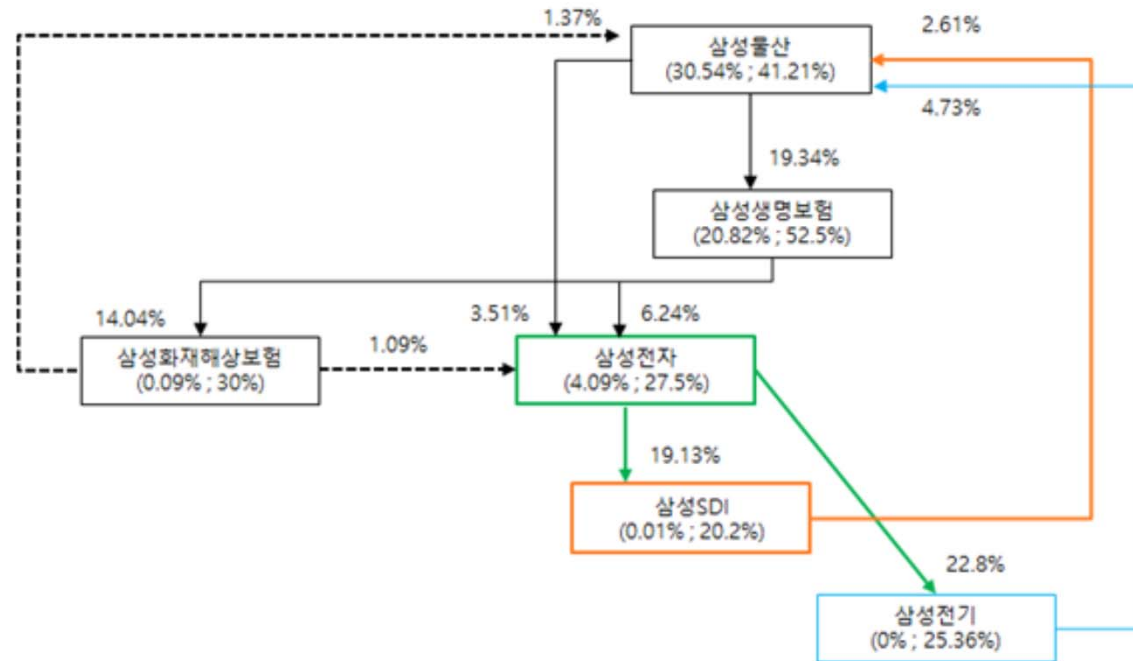 1.37%
삼성물산
(30.54% ; 41.21%)
2.61%
4.73%
19.34%
삼성생명보험
(20.82% ; 52.5%)
14.04%
3.51%
6.24%
삼성화재해상보험
(0.09% ; 30%)
1.09%
삼성전자
(4.09% ; 27.5%)
19.13%
삼성SDI
(0.01% ; 20.2%)
22.8%
삼성전기
(0% ; 25.36%)